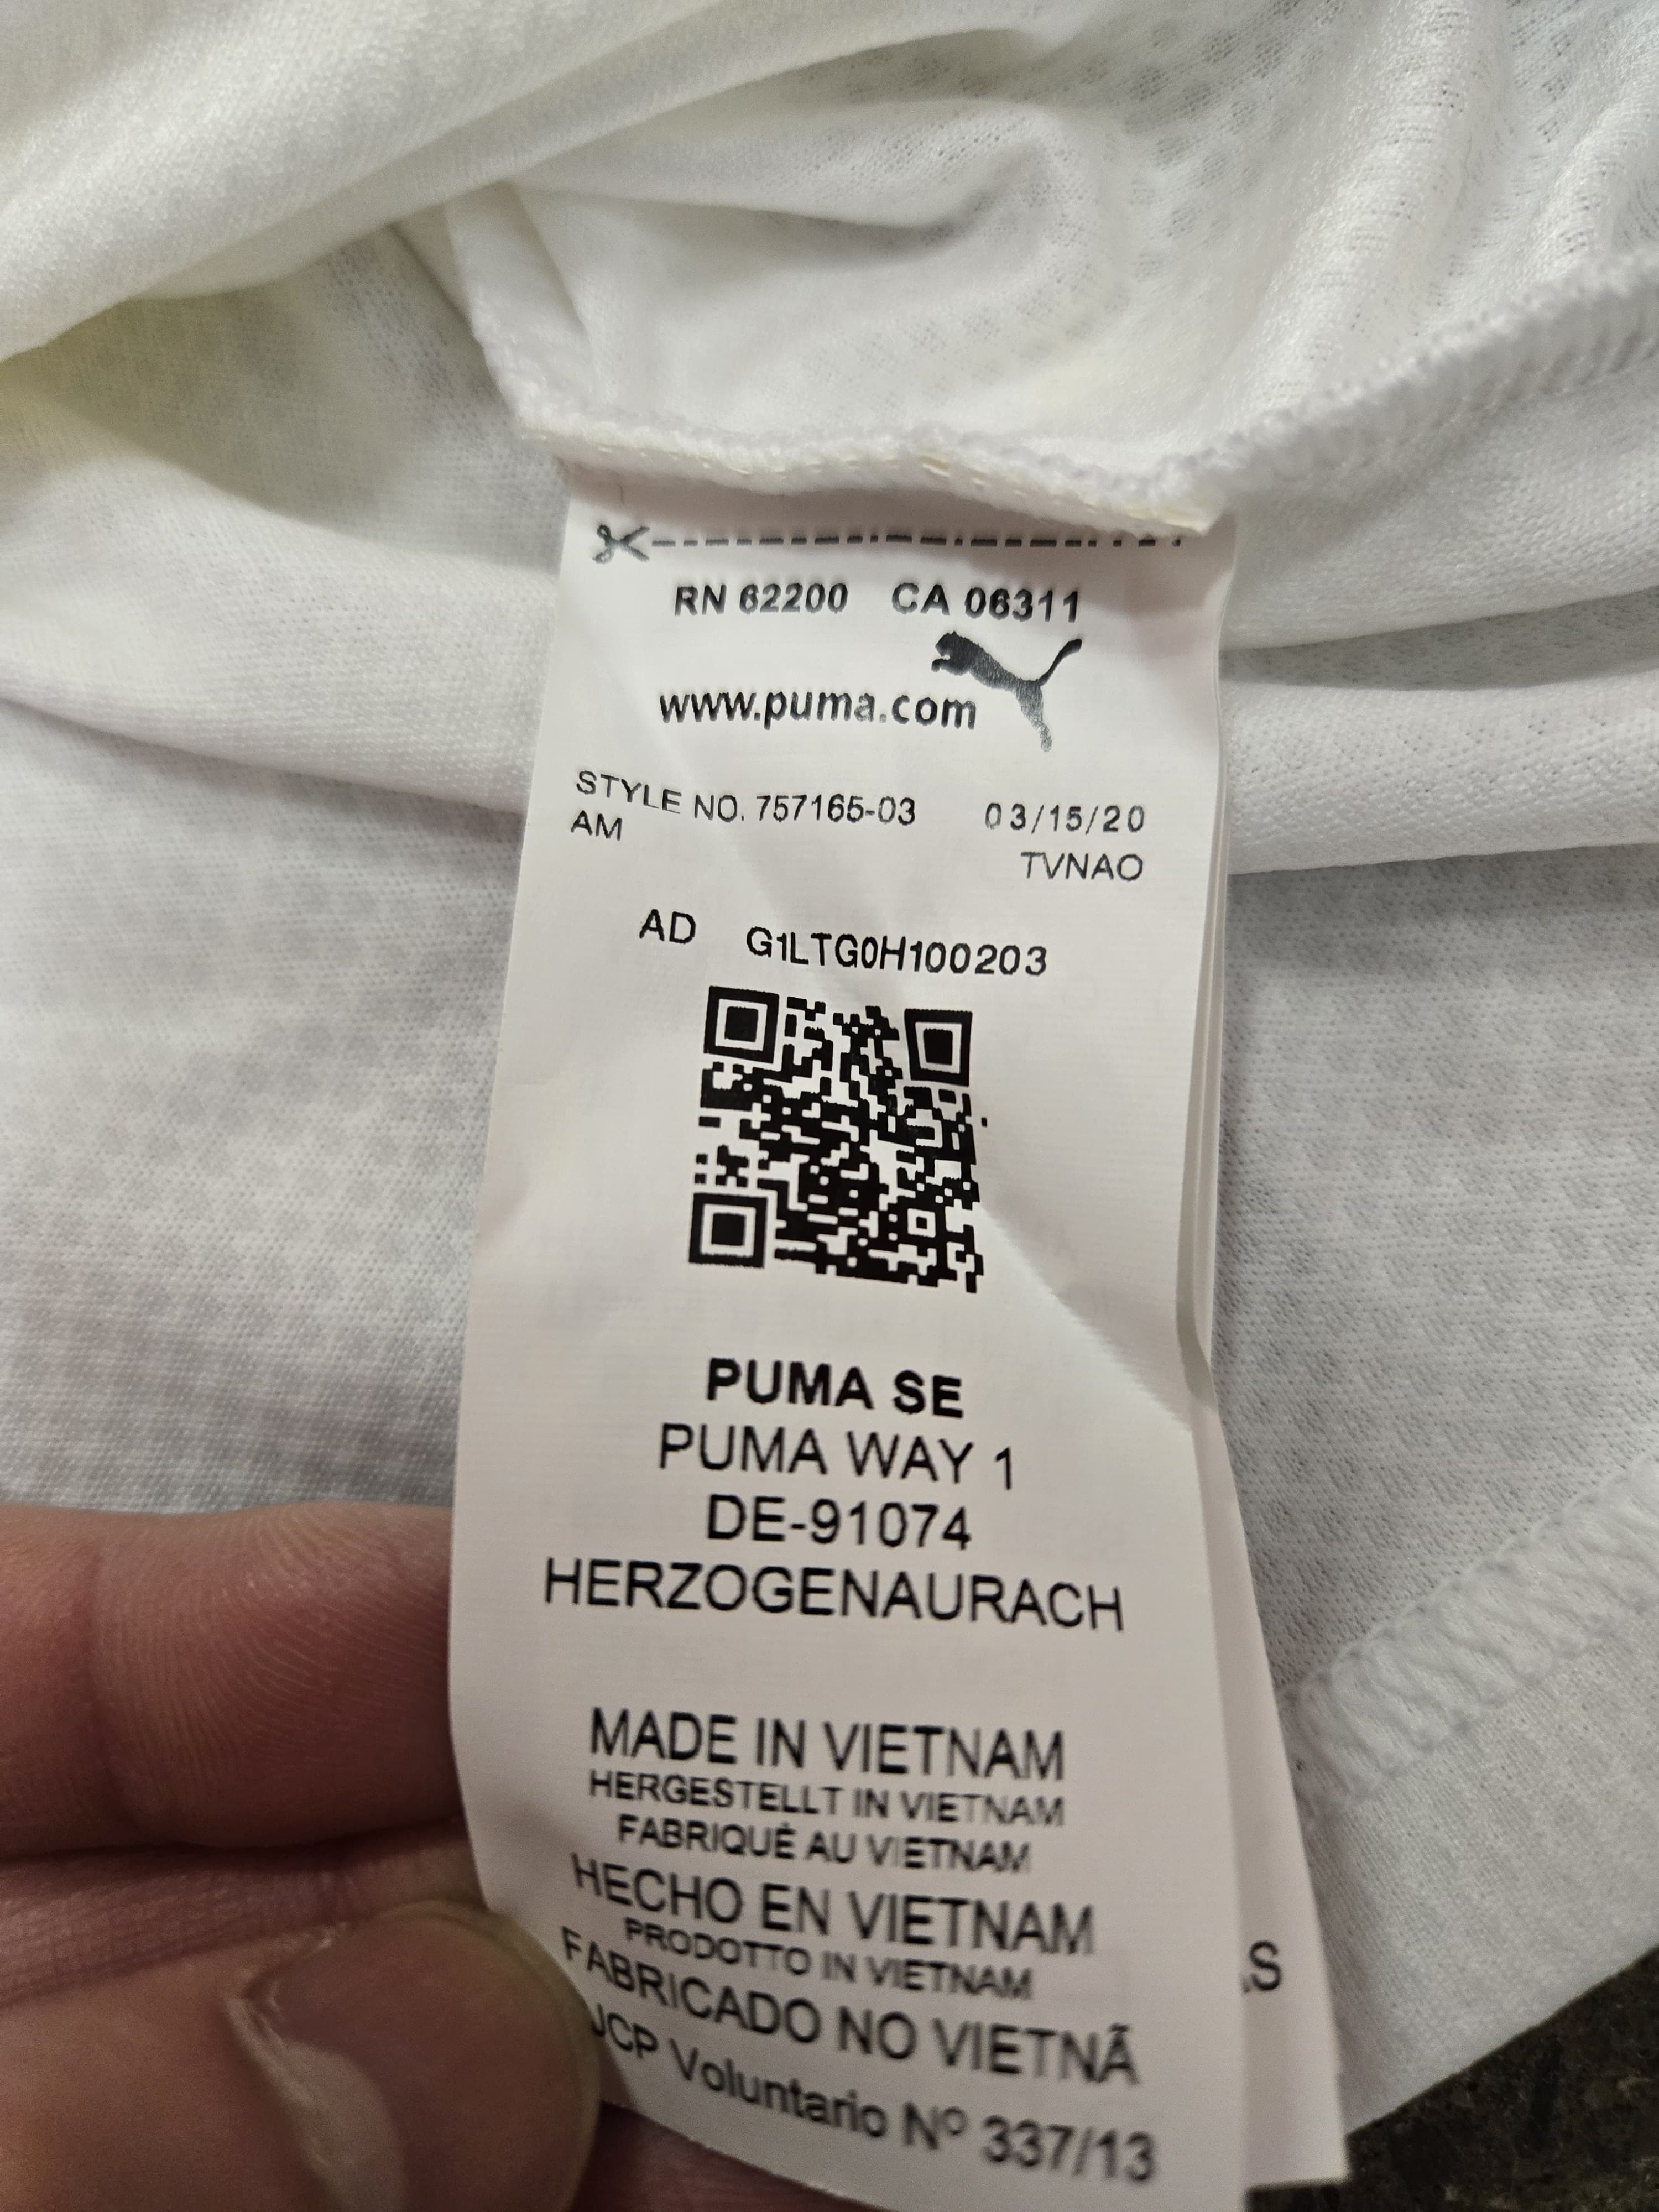 RN 62200 CA 06311
www.puma.com
STYLE NO. 757165-03 03/15/20
AM TVNAO
AD G1LTG0H100203
PUMA SE
PUMA WAY 1
DE-91074
HERZOGENAURACH
MADE IN VIETNAM
HERGESTELLT IN VIETNAM
FABRIQUÉ AU VIETNAM
HECHO EN VIETNAM
PRODOTTO IN VIETNAM
FABRICADO NO VIETNÃ
JCP Voluntario Nº 337/13